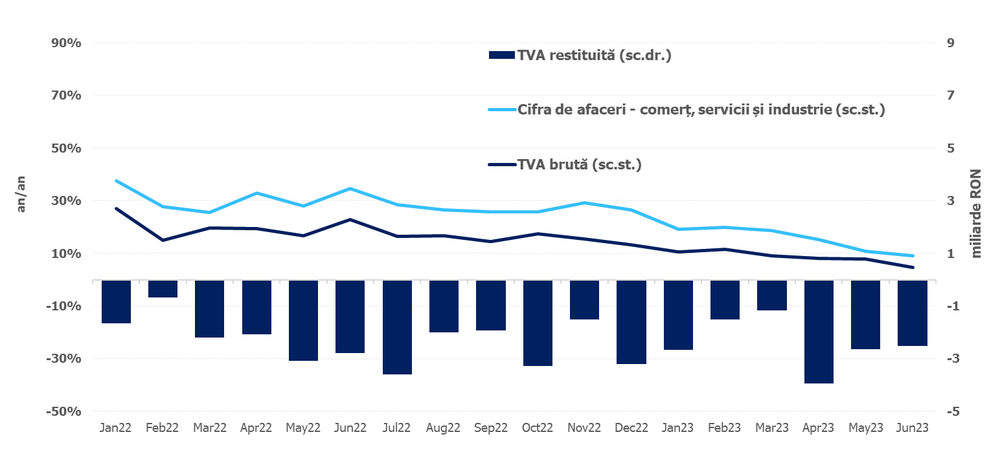 90%
70%
50%
30%
10%
-10%
-30%
-50%
an/an
TVA restituită (sc.dr.)
Cifra de afaceri - comerț, servicii și industrie (sc.st.)
TVA brută (sc.st.)
9
7
5
3
1
-1
-3
-5
miliarde RON
Jan22 Feb22 Mar22 Apr22 May22 Jun22 Jul22 Aug22 Sep22 Oct22 Nov22 Dec22 Jan23 Feb23 Mar23 Apr23 May23 Jun23